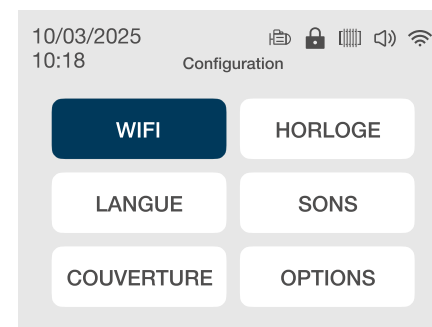 10/03/2025
10:18
Configuration
WIFI
HORLOGE
LANGUE
SONS
COUVERTURE
OPTIONS